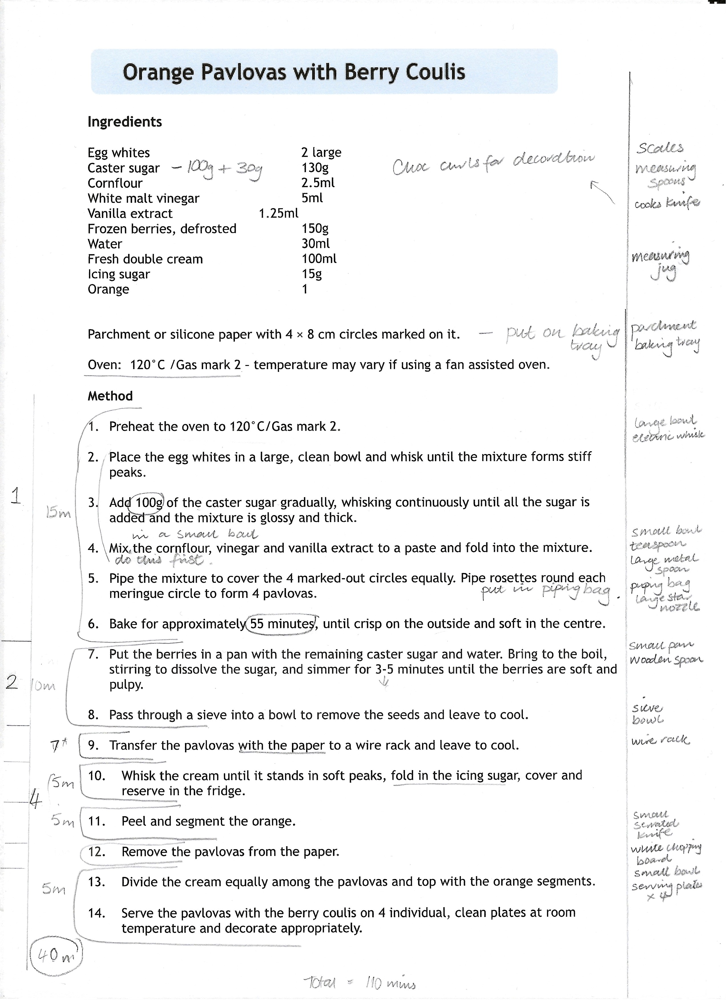 Orange Pavlovas with Berry Coulis
Ingredients
Egg whites 2 large
Caster sugar – 100g + 30g 130g
Cornflour 2.5ml
White malt vinegar 5ml
Vanilla extract 1.25ml
Frozen berries, defrosted 150g
Water 30ml
Fresh double cream 100ml
Icing sugar 15g
Orange 1
Choc curls for decoration
Scales
measuring
spoons
cooks knife
measuring
jug
Parchment or silicone paper with 4 × 8 cm circles marked on it. — put on baking
tray
parchment
baking tray
Oven: 120°C /Gas mark 2 - temperature may vary if using a fan assisted oven.
Method
1. Preheat the oven to 120°C/Gas mark 2.
large bowl
electric whisk
2. Place the egg whites in a large, clean bowl and whisk until the mixture forms stiff
peaks.
1
15m
3. Add 100g of the caster sugar gradually, whisking continuously until all the sugar is
added and the mixture is glossy and thick.
in a small bowl
4. Mix the cornflour, vinegar and vanilla extract to a paste and fold into the mixture.
do this first.
small bowl
teaspoon
large metal
spoon
5. Pipe the mixture to cover the 4 marked-out circles equally. Pipe rosettes round each
meringue circle to form 4 pavlovas.
put in piping bag.
piping bag
large star
nozzle
6. Bake for approximately 55 minutes, until crisp on the outside and soft in the centre.
2
10m
7. Put the berries in a pan with the remaining caster sugar and water. Bring to the boil,
stirring to dissolve the sugar, and simmer for 3-5 minutes until the berries are soft and
pulpy.
small pan
wooden spoon
8. Pass through a sieve into a bowl to remove the seeds and leave to cool.
sieve
bowl
9. Transfer the pavlovas with the paper to a wire rack and leave to cool.
wire rack
5m
10. Whisk the cream until it stands in soft peaks, fold in the icing sugar, cover and
reserve in the fridge.
4
5m
11. Peel and segment the orange.
small
serrated
knife
12. Remove the pavlovas from the paper.
white chopping
board
5m
13. Divide the cream equally among the pavlovas and top with the orange segments.
small bowl
serving plates
x 4
14. Serve the pavlovas with the berry coulis on 4 individual, clean plates at room
temperature and decorate appropriately.
40m
Total = 110 mins